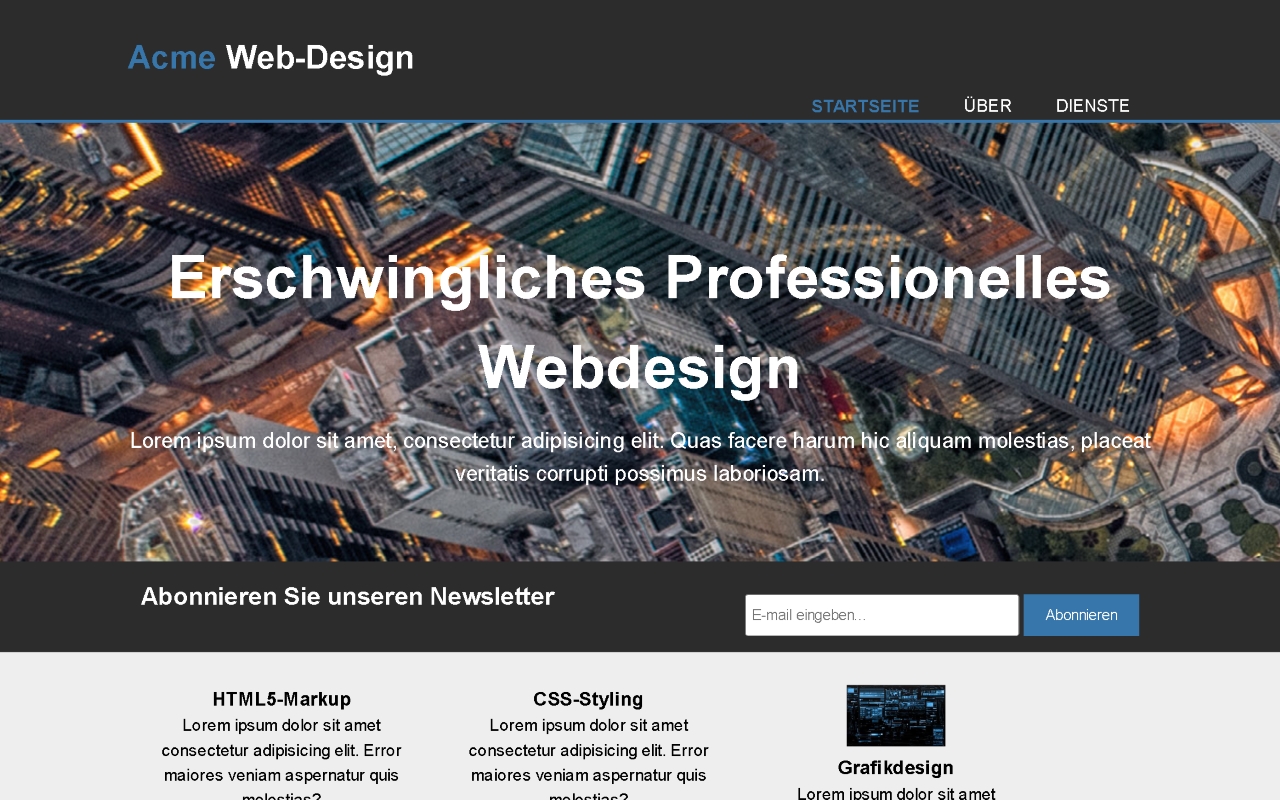 Acme Web-Design
STARTSEITE ÜBER DIENSTE
Erschwingliches Professionelles
Webdesign
Lorem ipsum dolor sit amet, consectetur adipisicing elit. Quas facere harum hic aliquam molestias, placeat
veritatis corrupti possimus laboriosam.
Abonnieren Sie unseren Newsletter
E-mail eingeben...
Abonnieren
HTML5-Markup
Lorem ipsum dolor sit amet
consectetur adipisicing elit. Error
maiores veniam aspernatur quis
molestias?
CSS-Styling
Lorem ipsum dolor sit amet
consectetur adipisicing elit. Error
maiores veniam aspernatur quis
molestias?
Grafikdesign
Lorem ipsum dolor sit amet